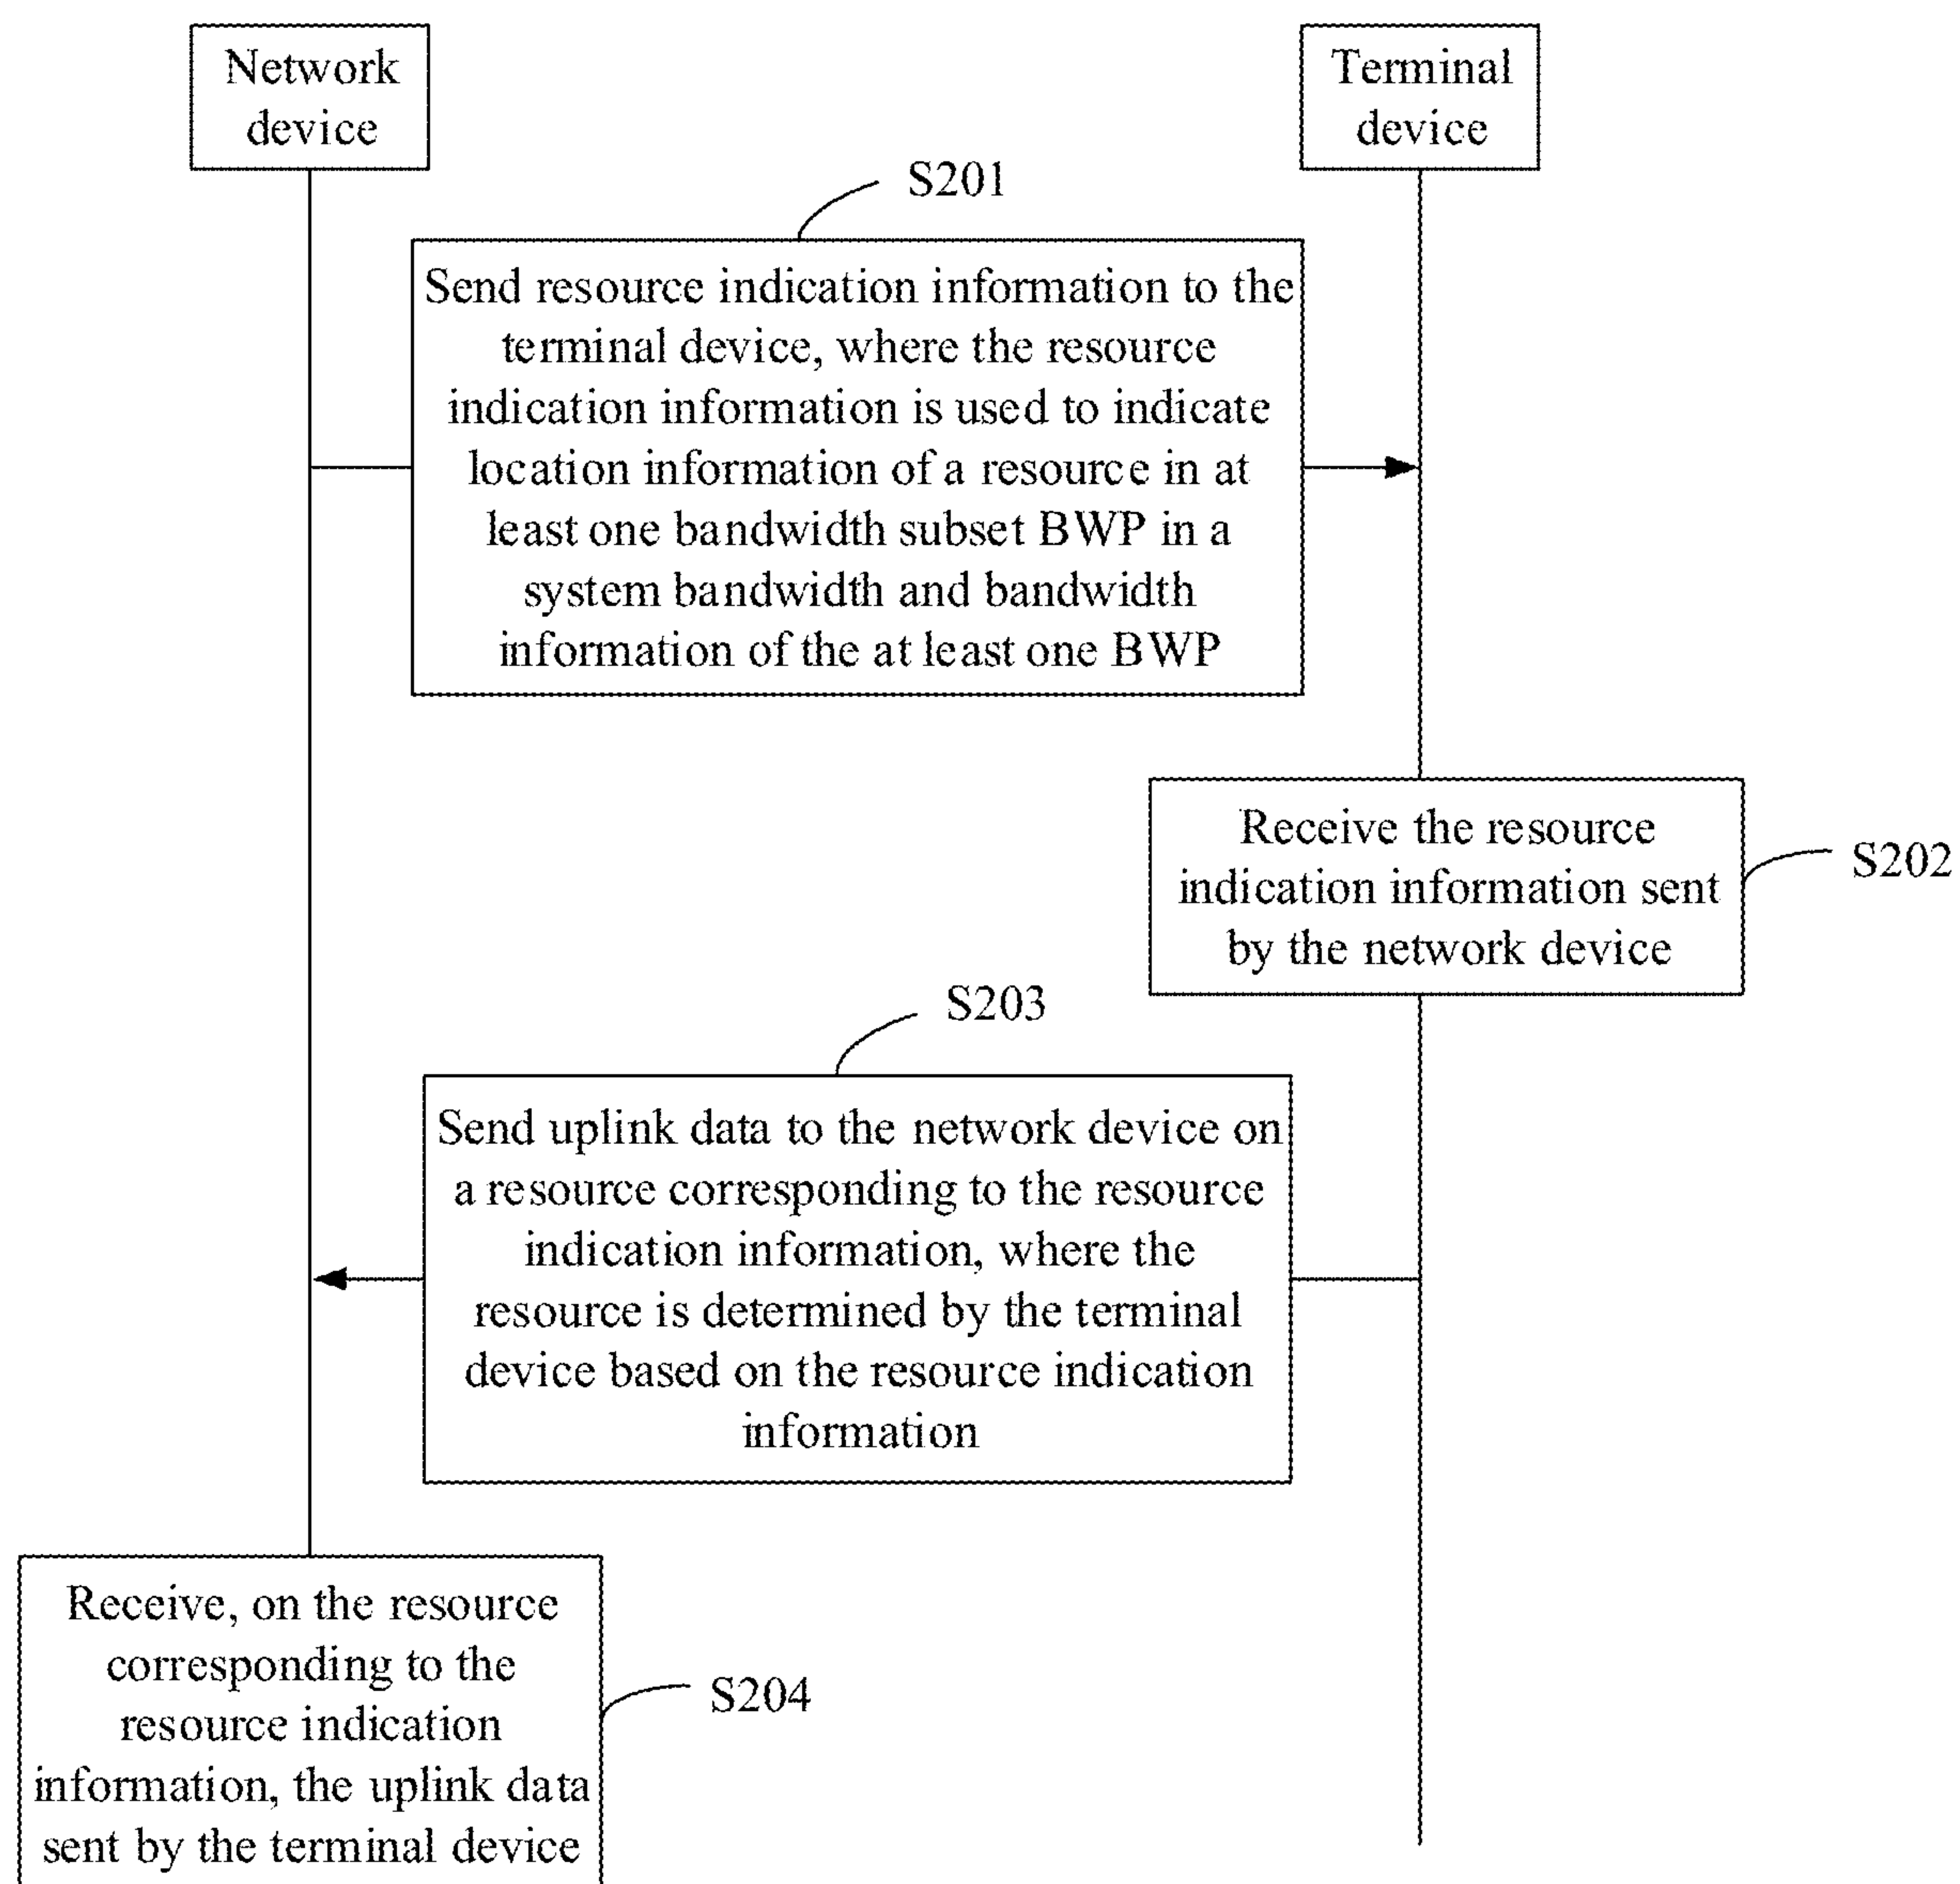 Network
device
Terminal
device
S201
Send resource indication information to the
terminal device, where the resource
indication information is used to indicate
location information of a resource in at
least one bandwidth subset BWP in a
system bandwidth and bandwidth
information of the at least one BWP
Receive the resource
indication information sent
by the network device
S202
S203
Send uplink data to the network device on
a resource corresponding to the resource
indication information, where the
resource is determined by the terminal
device based on the resource indication
information
Receive, on the resource
corresponding to the
resource indication
information, the uplink data
sent by the terminal device
S204